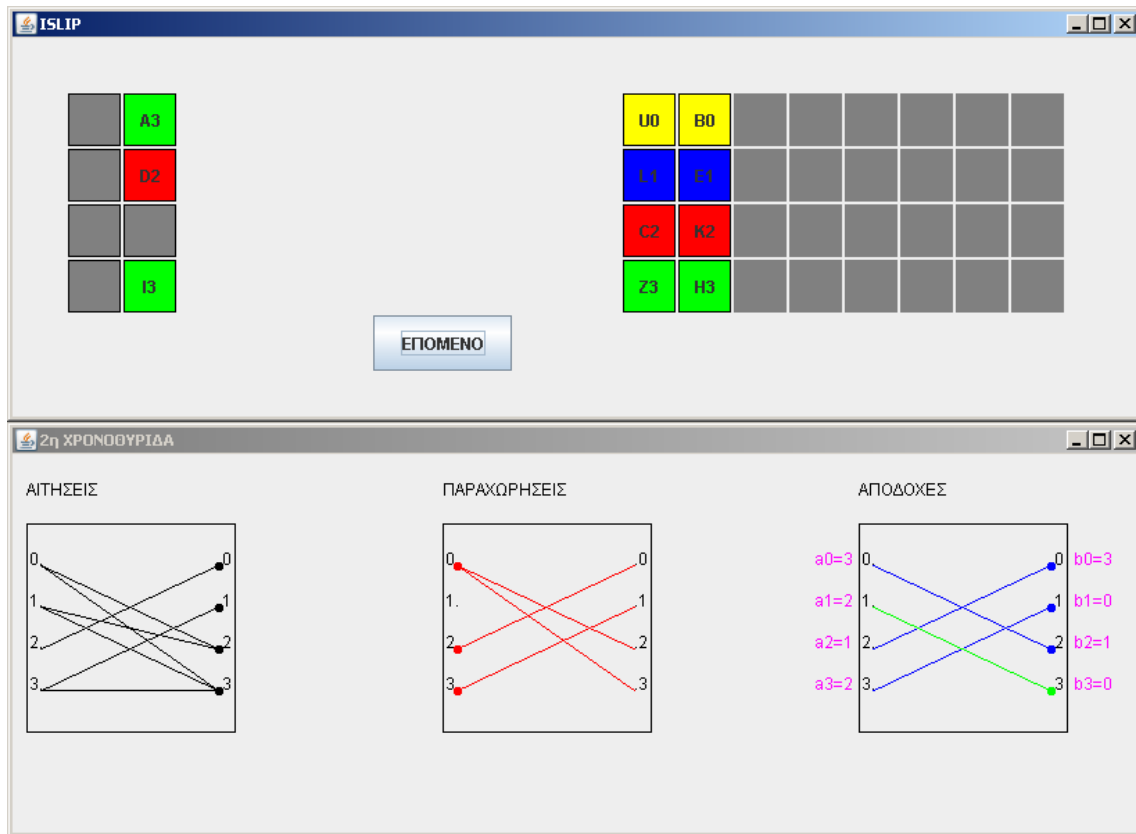 ISLIP
A3 U0 B0
D2 L1 E1
C2 K2
I3 Z3 H3
ΕΠΟΜΕΝΟ
2η ΧΡΟΝΟΘΥΡΙΔΑ
ΑΙΤΗΣΕΙΣ ΠΑΡΑΧΩΡΗΣΕΙΣ ΑΠΟΔΟΧΕΣ
0 0 0 0 a0=3 0 0 b0=3
1 1 1. 1 a1=2 1. 1 b1=0
2 2 2 2 a2=1 2 2 b2=1
3 3 3 3 a3=2 3 3 b3=0